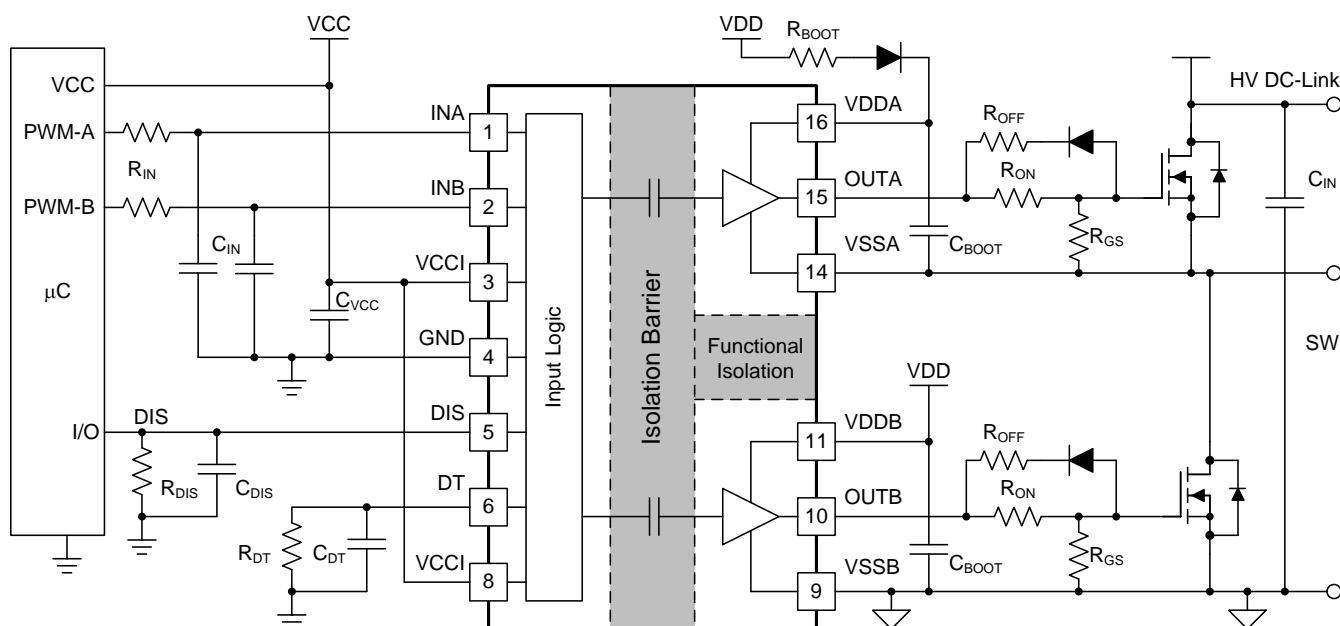 VCC
VDD
RBOOT
VCC
PWM-A
RIN
PWM-B
CIN
µC
CVCC
I/O
DIS
RDIS
CDIS
RDT
CDT
INA
1
INB
2
VCCI
3
GND
4
DIS
5
DT
6
VCCI
8
Input Logic
Isolation Barrier
Functional
Isolation
VDDA
16
OUTA
15
VSSA
14
CBOOT
ROFF
RON
RGS
HV DC-Link
CIN
SW
VDD
VDDB
11
OUTB
10
VSSB
9
CBOOT
ROFF
RON
RGS